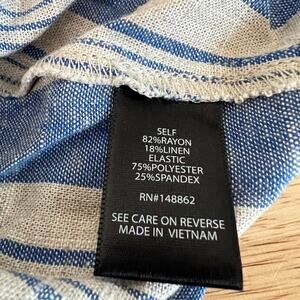 SELF
82%RAYON
18%LINEN
ELASTIC
75%POLYESTER
25%SPANDEX
RN#148862
SEE CARE ON REVERSE
MADE IN VIETNAM